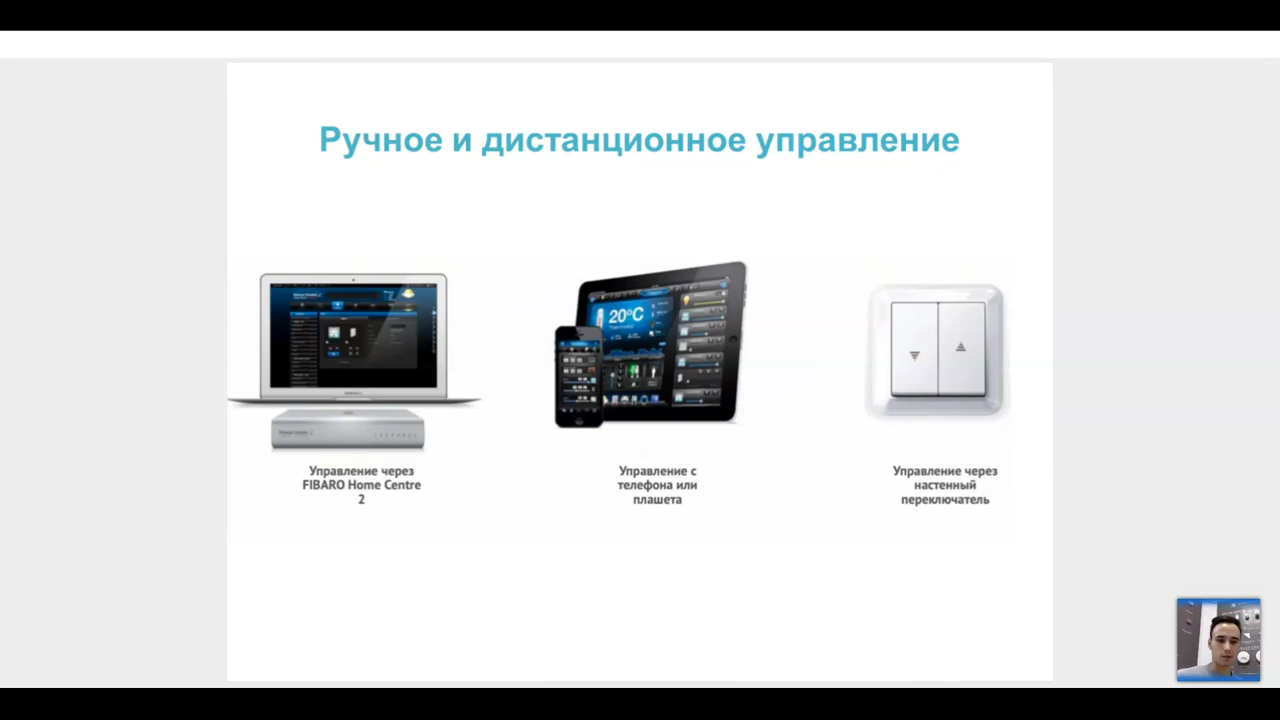 Ручное и дистанционное управление
20°C
Управление через
FIBARO Home Centre
2
Управление с
телефона или
плашета
Управление через
настенный
переключатель